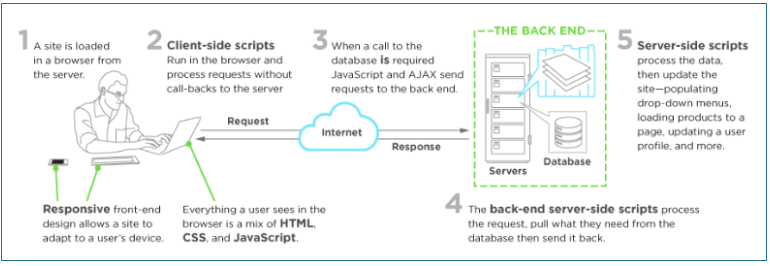 1 A site is loaded
in a browser from
the server.
2 Client-side scripts
Run in the browser and
process requests without
call-backs to the server
3 When a call to the
database is required
JavaScript and AJAX send
requests to the back end.
THE BACK END
5 Server-side scripts
process the data,
then update the
site—populating
drop-down menus,
loading products to a
page, updating a user
profile, and more.
Request
Internet
Response
Servers
Database
Responsive front-end
design allows a site to
adapt to a user's device.
Everything a user sees in the
browser is a mix of HTML,
CSS, and JavaScript.
4 The back-end server-side scripts process
the request, pull what they need from the
database then send it back.